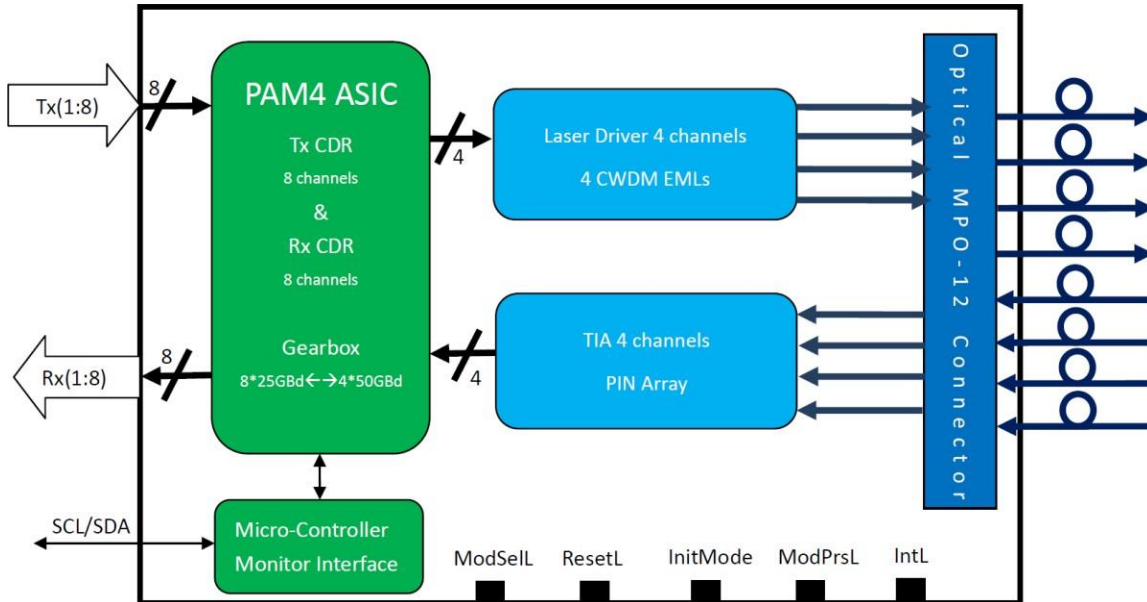 Tx(1:8)
8
PAM4 ASIC
Tx CDR
8 channels
&
Rx CDR
8 channels
Gearbox
8*25GBd←→4*50GBd
4
Laser Driver 4 channels
4 CWDM EMLs
Optical MPO-12 Connector
Rx(1:8)
8
4
TIA 4 channels
PIN Array
SCL/SDA
Micro-Controller
Monitor Interface
ModSelL
ResetL
InitMode
ModPrsL
IntL